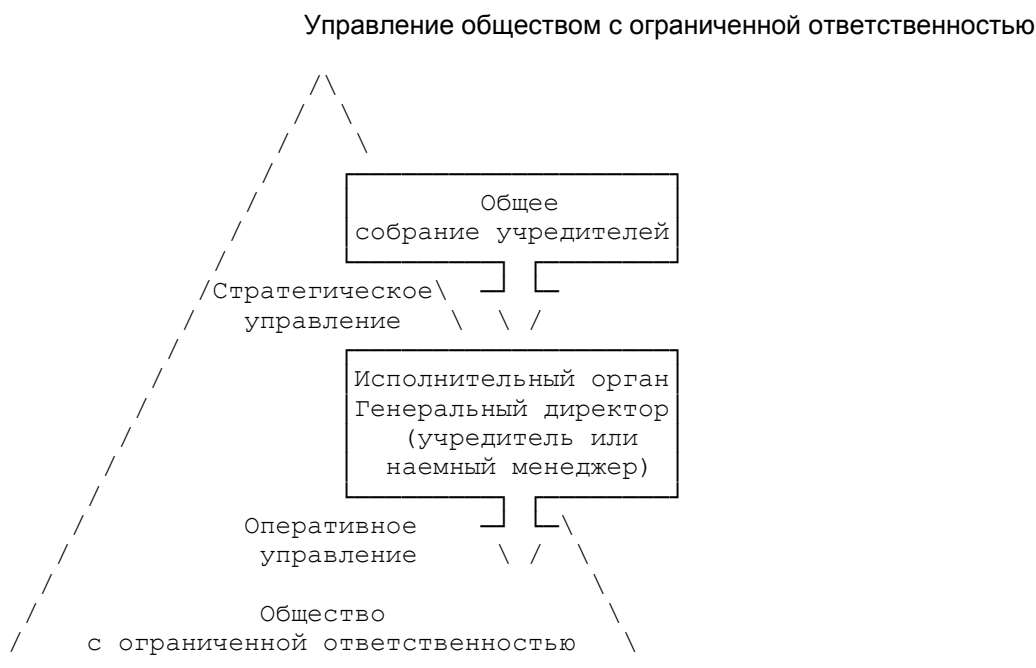 Управление обществом с ограниченной ответственностью
Общее
собрание учредителей
Стратегическое
управление
Исполнительный орган
Генеральный директор
(учредитель или
наемный менеджер)
Оперативное
управление
Общество
с ограниченной ответственностью